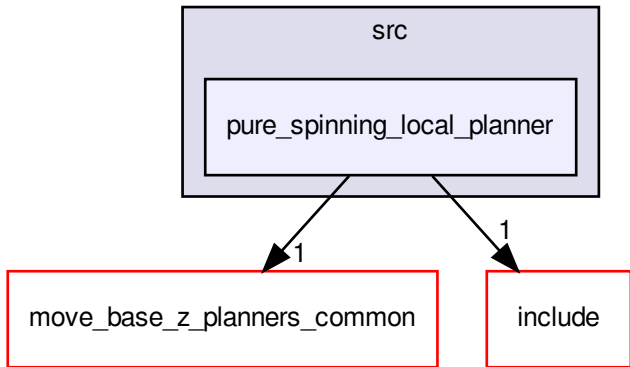 src
pure_spinning_local_planner
1
1
move_base_z_planners_common
include